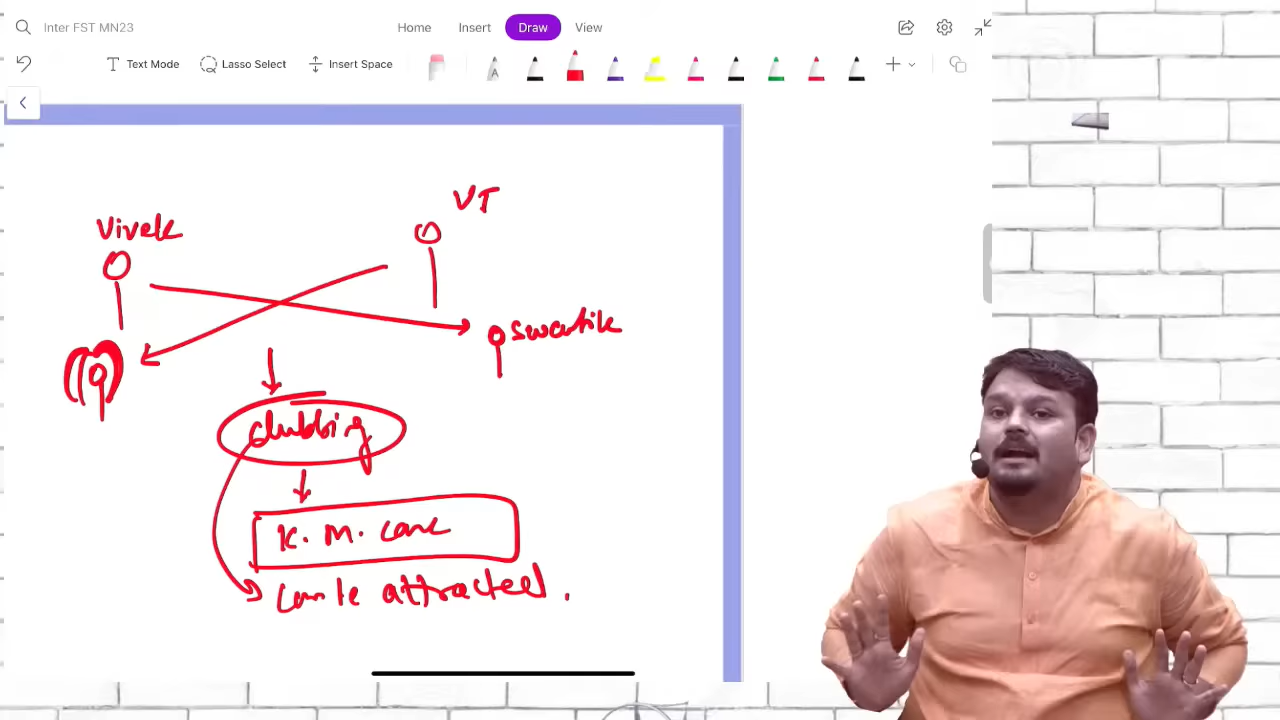 Inter FST MN23
Home Insert Draw View
Text Mode Lasso Select Insert Space
VT
Vivek
Swastik
clubbing
K. M. case
can be attracted.